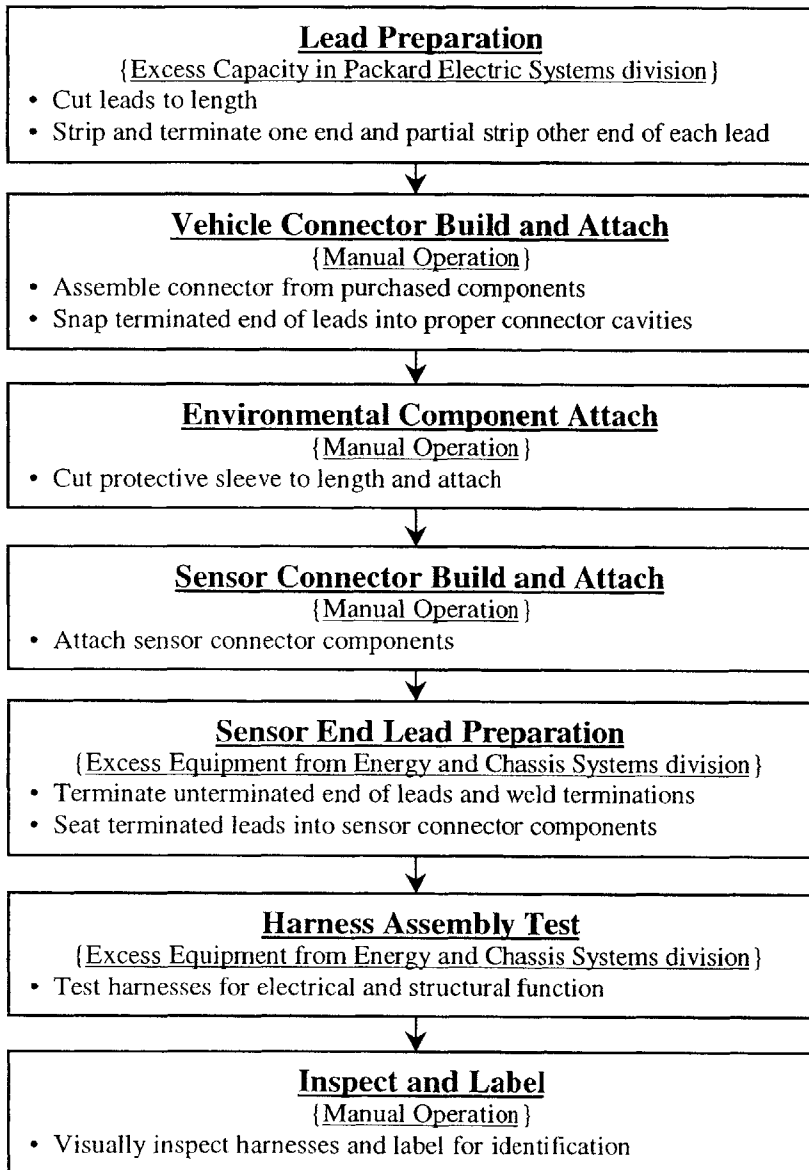 Lead Preparation
{Excess Capacity in Packard Electric Systems division}
• Cut leads to length
• Strip and terminate one end and partial strip other end of each lead
Vehicle Connector Build and Attach
{Manual Operation}
• Assemble connector from purchased components
• Snap terminated end of leads into proper connector cavities
Environmental Component Attach
{Manual Operation}
• Cut protective sleeve to length and attach
Sensor Connector Build and Attach
{Manual Operation}
• Attach sensor connector components
Sensor End Lead Preparation
{Excess Equipment from Energy and Chassis Systems division}
• Terminate unterminated end of leads and weld terminations
• Seat terminated leads into sensor connector components
Harness Assembly Test
{Excess Equipment from Energy and Chassis Systems division}
• Test harnesses for electrical and structural function
Inspect and Label
{Manual Operation}
• Visually inspect harnesses and label for identification